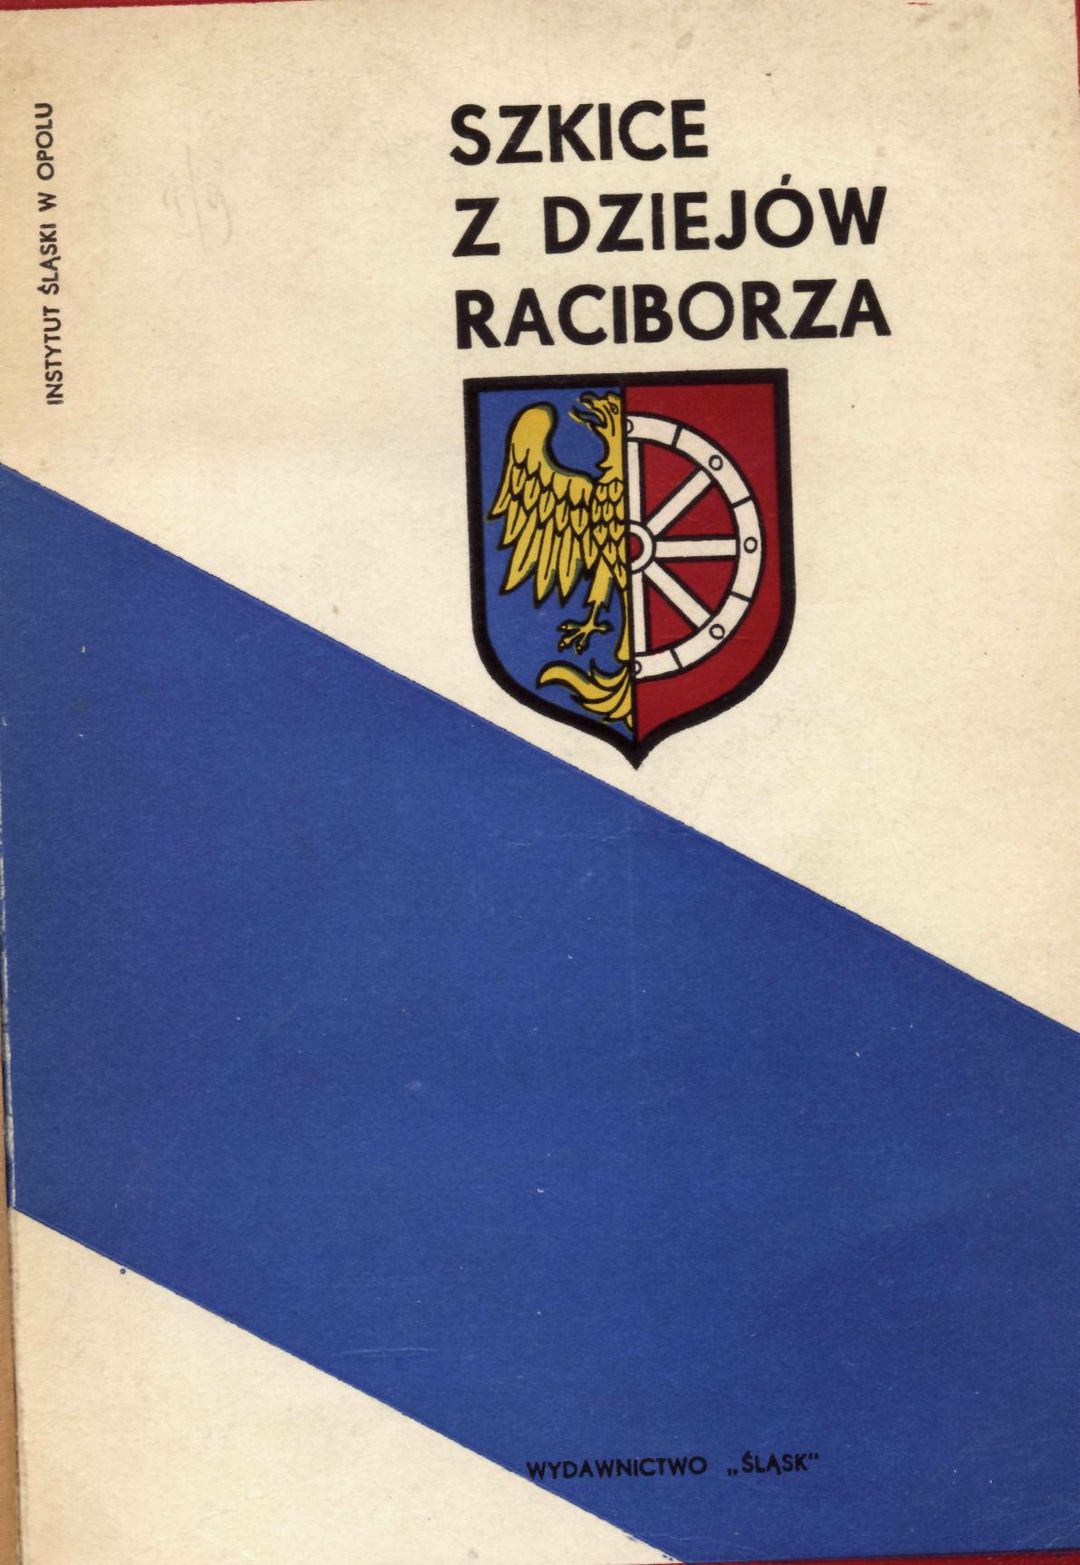 INSTYTUT ŚLĄSKI W OPOLU
SZKICE
Z DZIEJÓW
RACIBORZA
WYDAWNICTWO „ŚLĄSK"